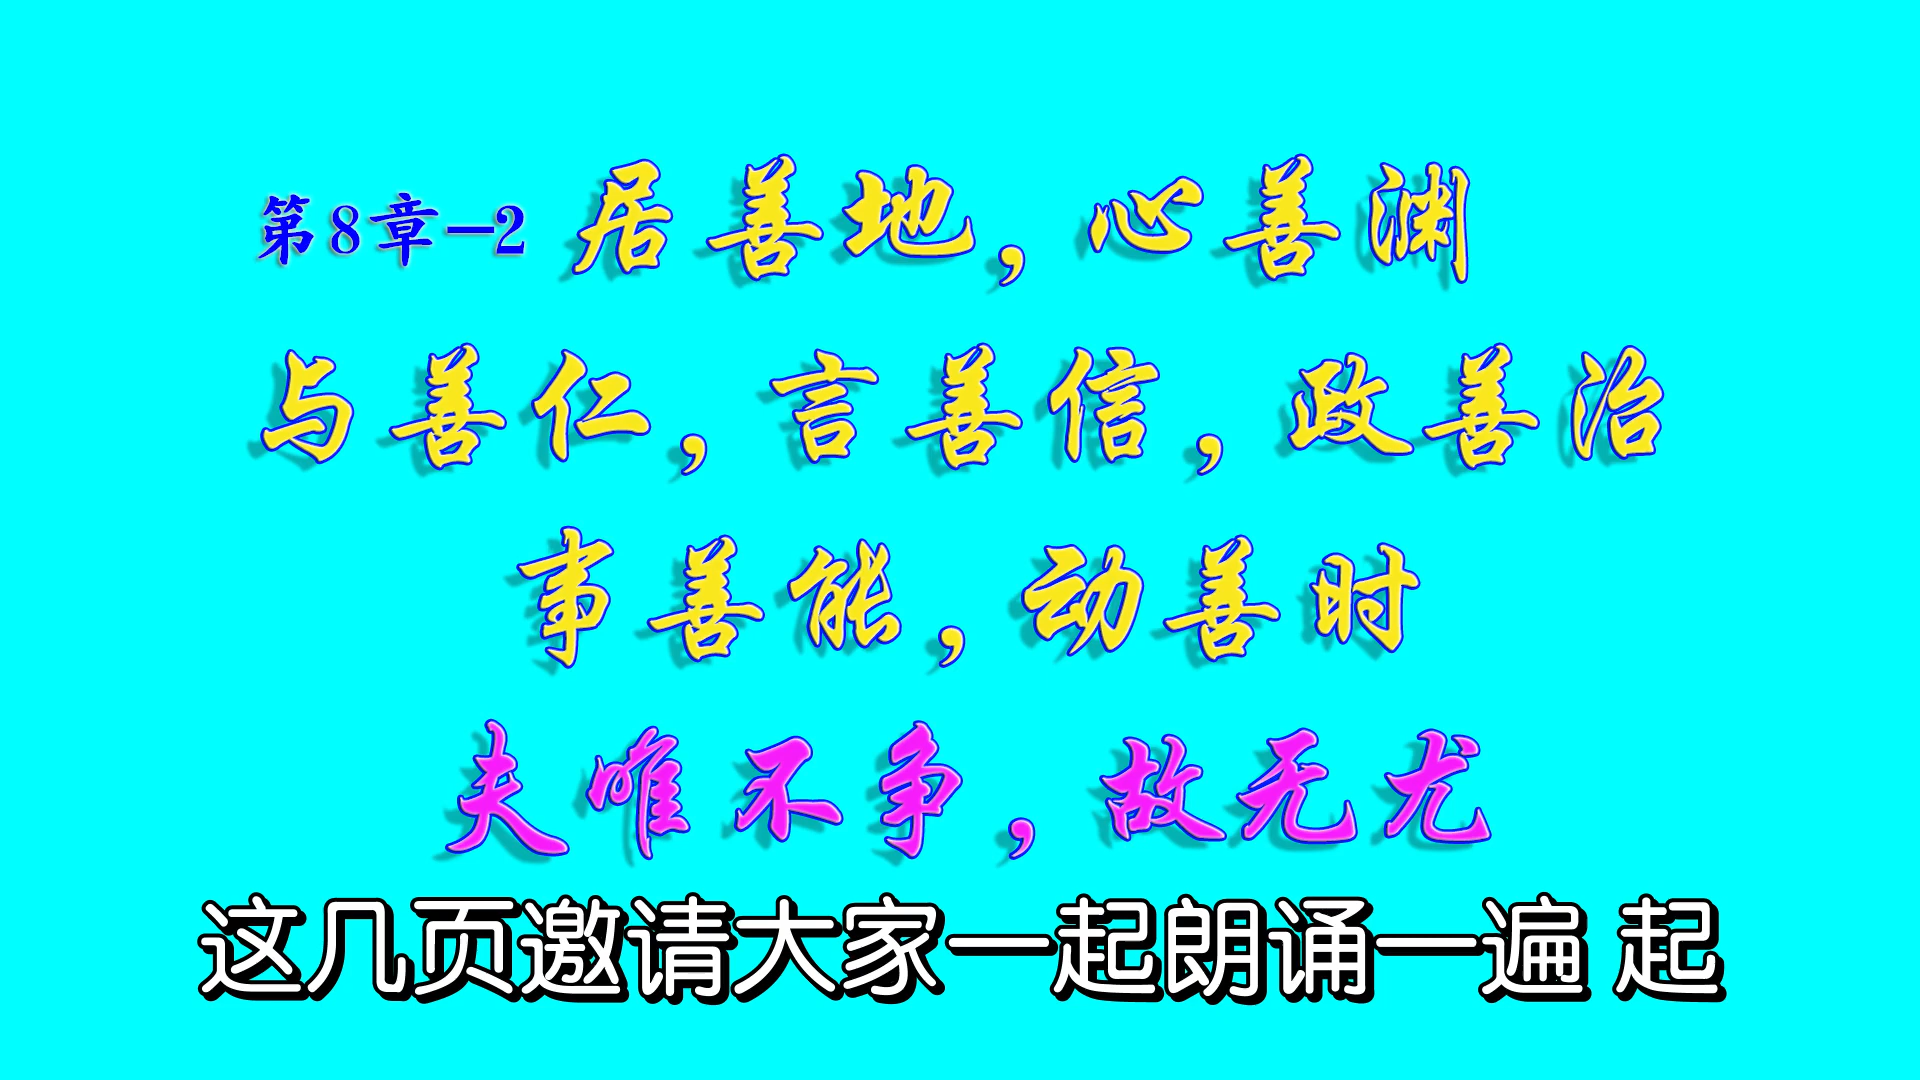 第8章-2 居善地，心善渊
与善仁，言善信，政善治
事善能，动善时
夫唯不争，故无尤
这几页邀请大家一起朗诵一遍 起